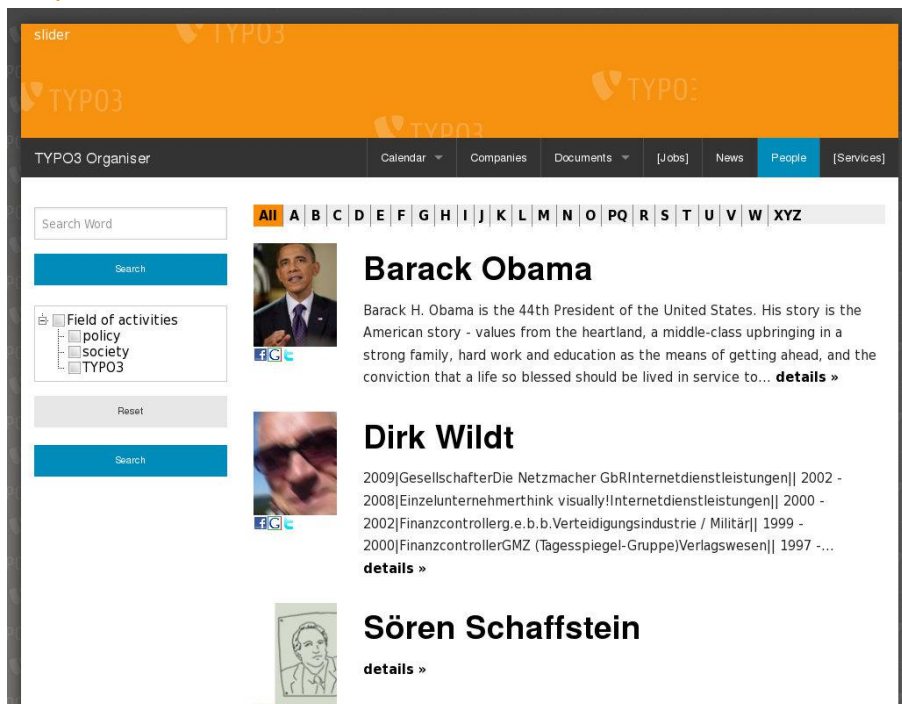 slider
TYPO3
TYPO3
TYPO3
TYPO3
TYPO3 Organiser
Calendar Companies Documents [Jobs] News People [Services]
Search Word
Search
Field of activities
policy
society
TYPO3
Reset
Search
All A B C D E F G H I J K L M N O PQ R S T U V W XYZ
Barack Obama
Barack H. Obama is the 44th President of the United States. His story is the
American story - values from the heartland, a middle-class upbringing in a
strong family, hard work and education as the means of getting ahead, and the
conviction that a life so blessed should be lived in service to... details »
Dirk Wildt
2009|GesellschafterDie Netzmacher GbRInternetdienstleistungen|| 2002 -
2008|Einzelunternehmerthink visually!Internetdienstleistungen|| 2000 -
2002|Finanzcontrollerg.e.b.b.Verteidigungsindustrie / Militär|| 1999 -
2000|FinanzcontrollerGMZ (Tagesspiegel-Gruppe)Verlagswesen|| 1997 -...
details »
Sören Schaffstein
details »